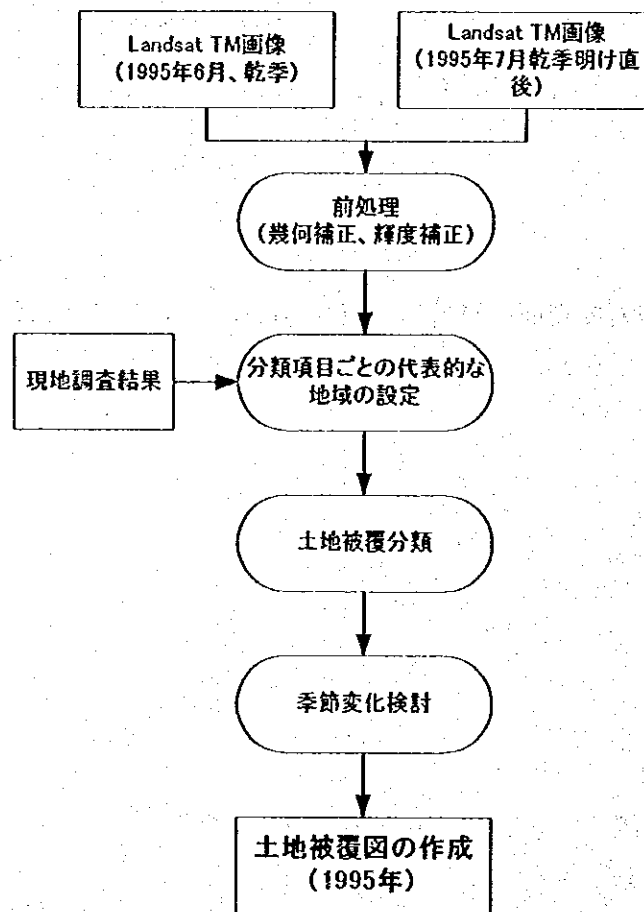 Landsat TM画像
(1995年6月、乾季)
Landsat TM画像
(1995年7月乾季明け直
後)
前処理
(幾何補正、輝度補正)
現地調査結果
分類項目ごとの代表的な
地域の設定
土地被覆分類
季節変化検討
土地被覆図の作成
(1995年)